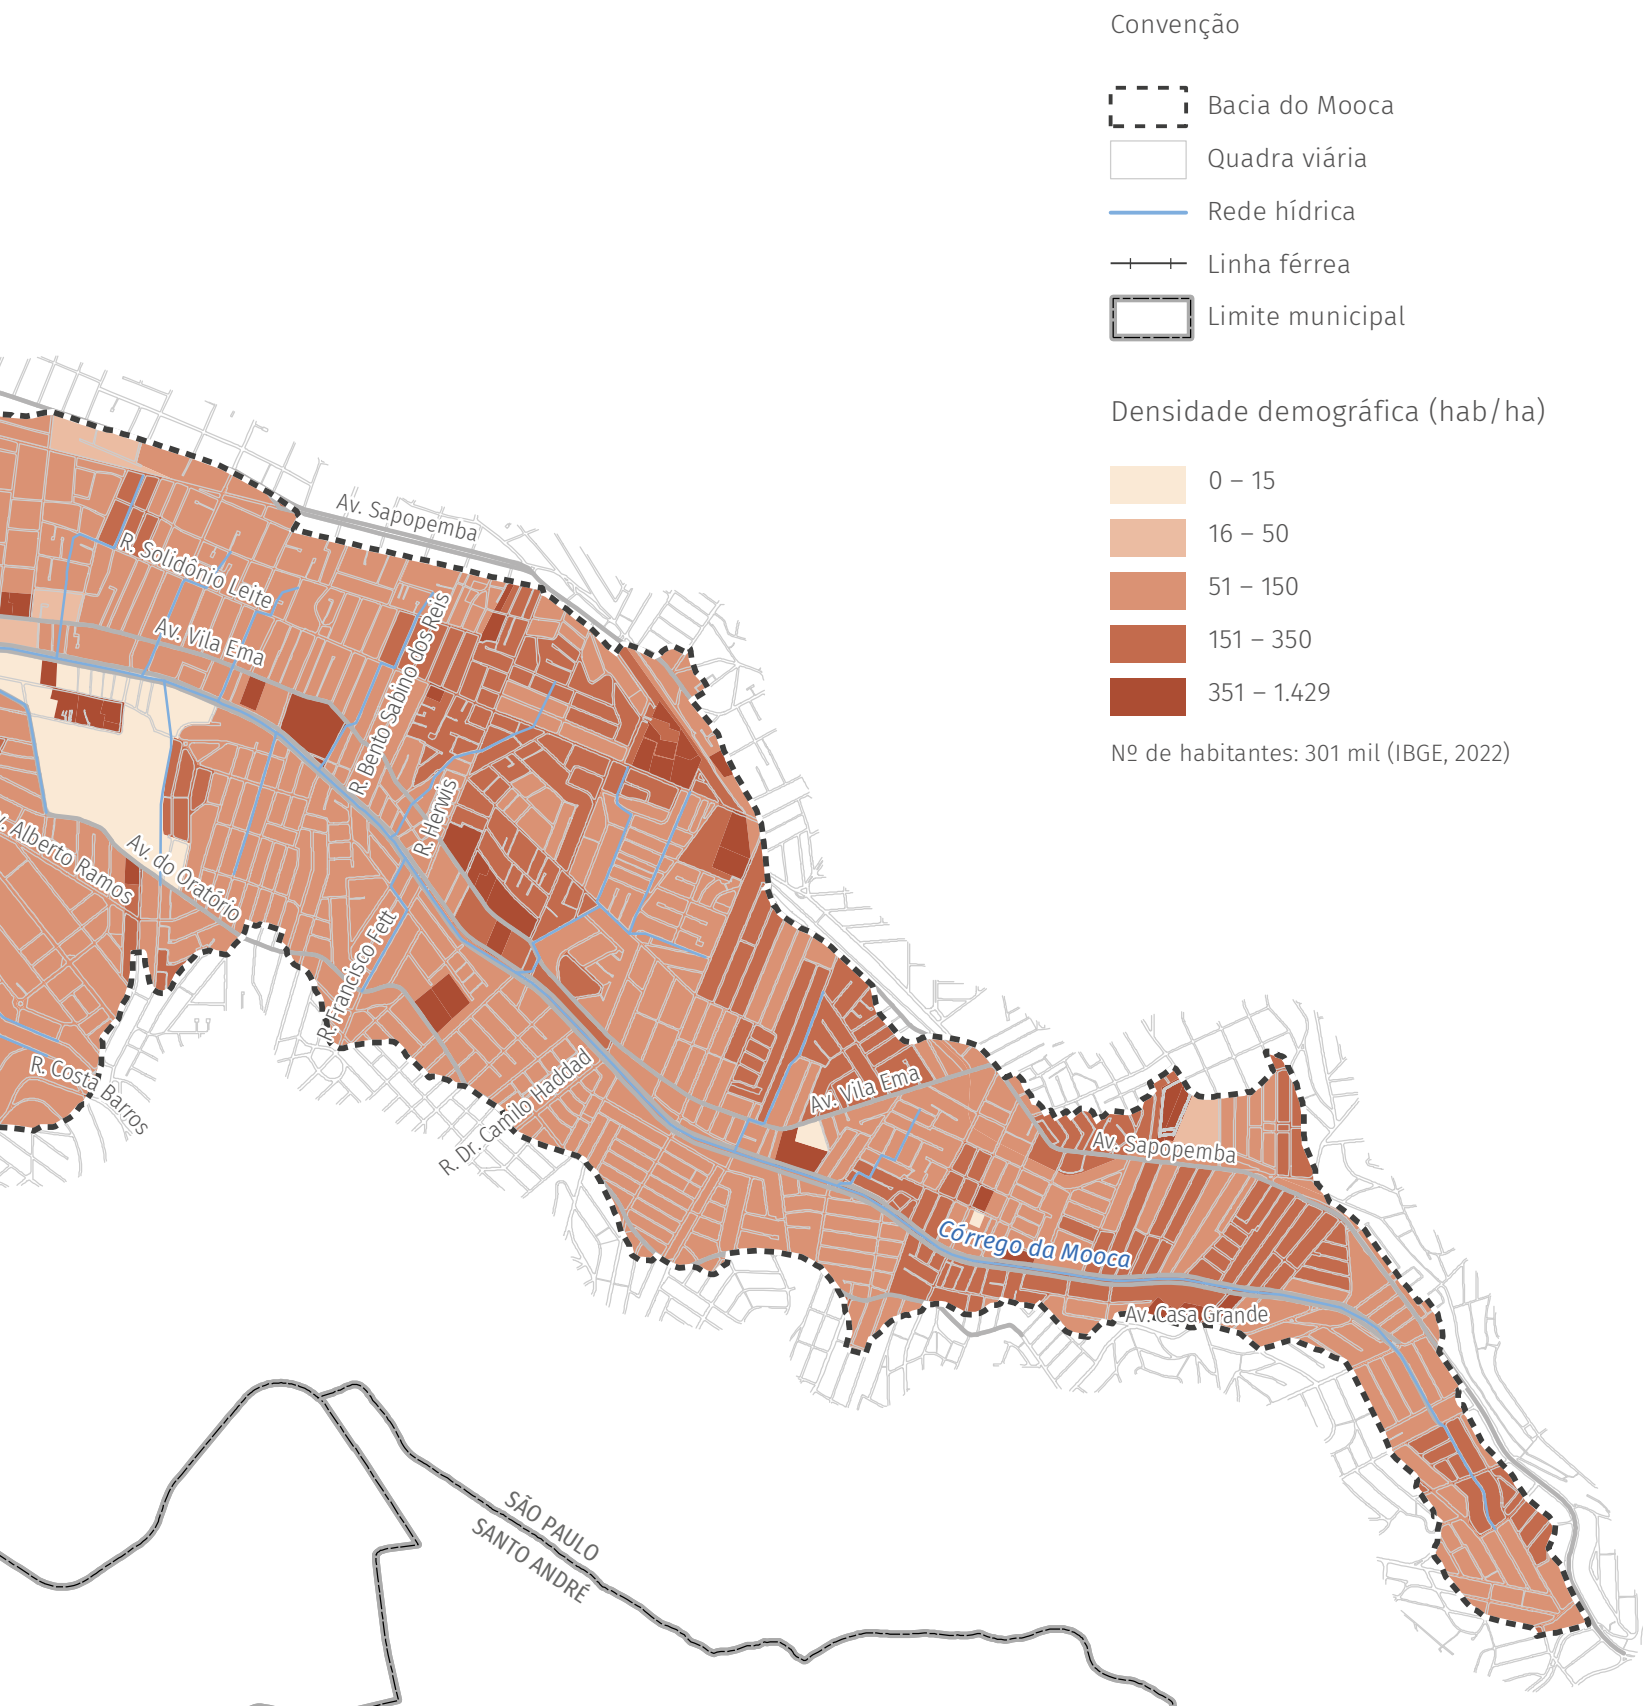 Convenção
Bacia do Mooca
Quadra viária
Rede hídrica
Linha férrea
Limite municipal
Densidade demográfica (hab/ha)
0 – 15
16 – 50
51 – 150
151 – 350
351 – 1.429
Nº de habitantes: 301 mil (IBGE, 2022)
Av. Sapopemba
R. Solidônio Leite
Av. Vila Ema
R. Bento Sabino dos Reis
R. Herwis
Alberto Ramos
Av. do Oratório
R. Francisco Fett
R. Costa Barros
R. Dr. Camilo Haddad
Av. Vila Ema
Av. Sapopemba
Córrego da Mooca
Av. Casa Grande
SÃO PAULO
SANTO ANDRÉ